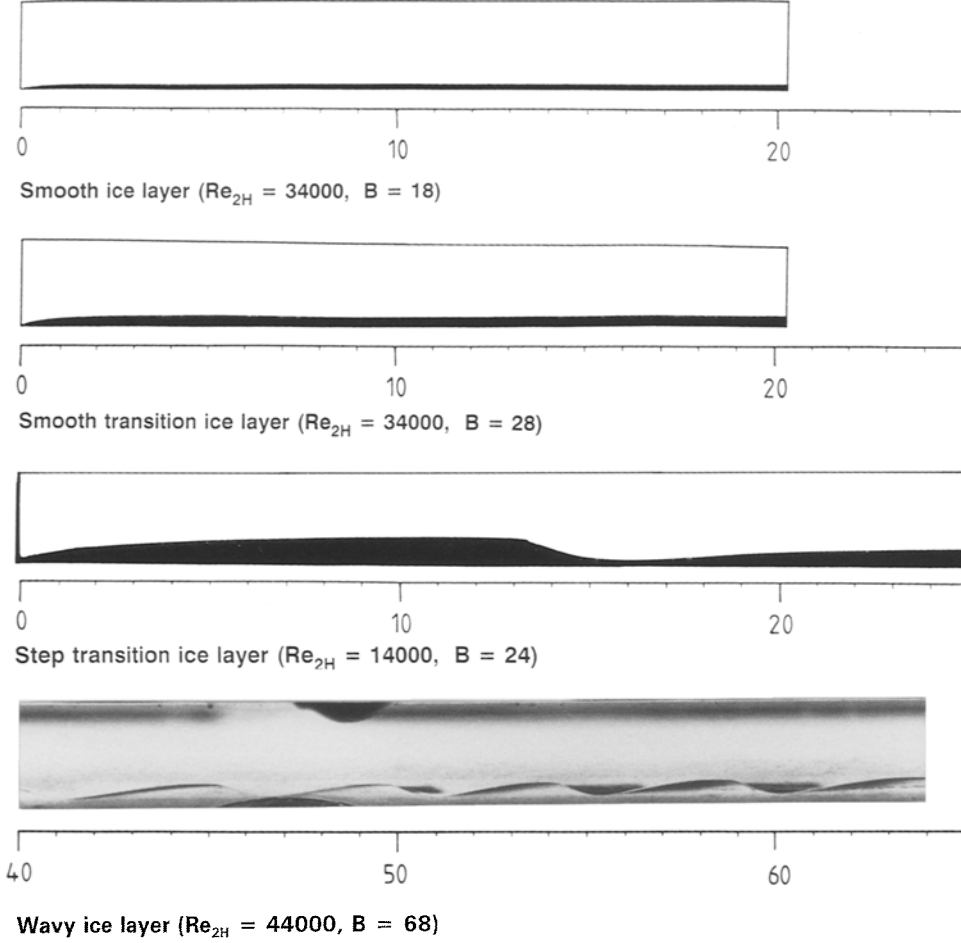 0 10 20
Smooth ice layer (Re₂H = 34000, B = 18)
0 10 20
Smooth transition ice layer (Re₂H = 34000, B = 28)
0 10 20
Step transition ice layer (Re₂H = 14000, B = 24)
40 50 60
Wavy ice layer (Re₂H = 44000, B = 68)